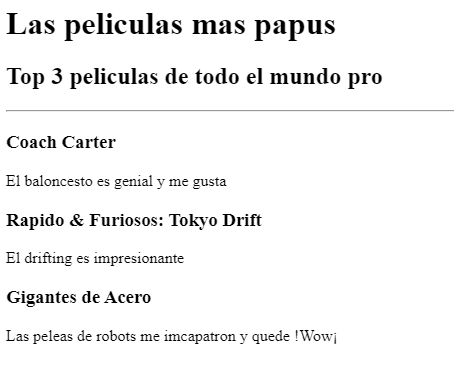 Las peliculas mas papus
Top 3 peliculas de todo el mundo pro
Coach Carter
El baloncesto es genial y me gusta
Rapido & Furiosos: Tokyo Drift
El drifting es impresionante
Gigantes de Acero
Las peleas de robots me imcapatron y quede !Wow¡